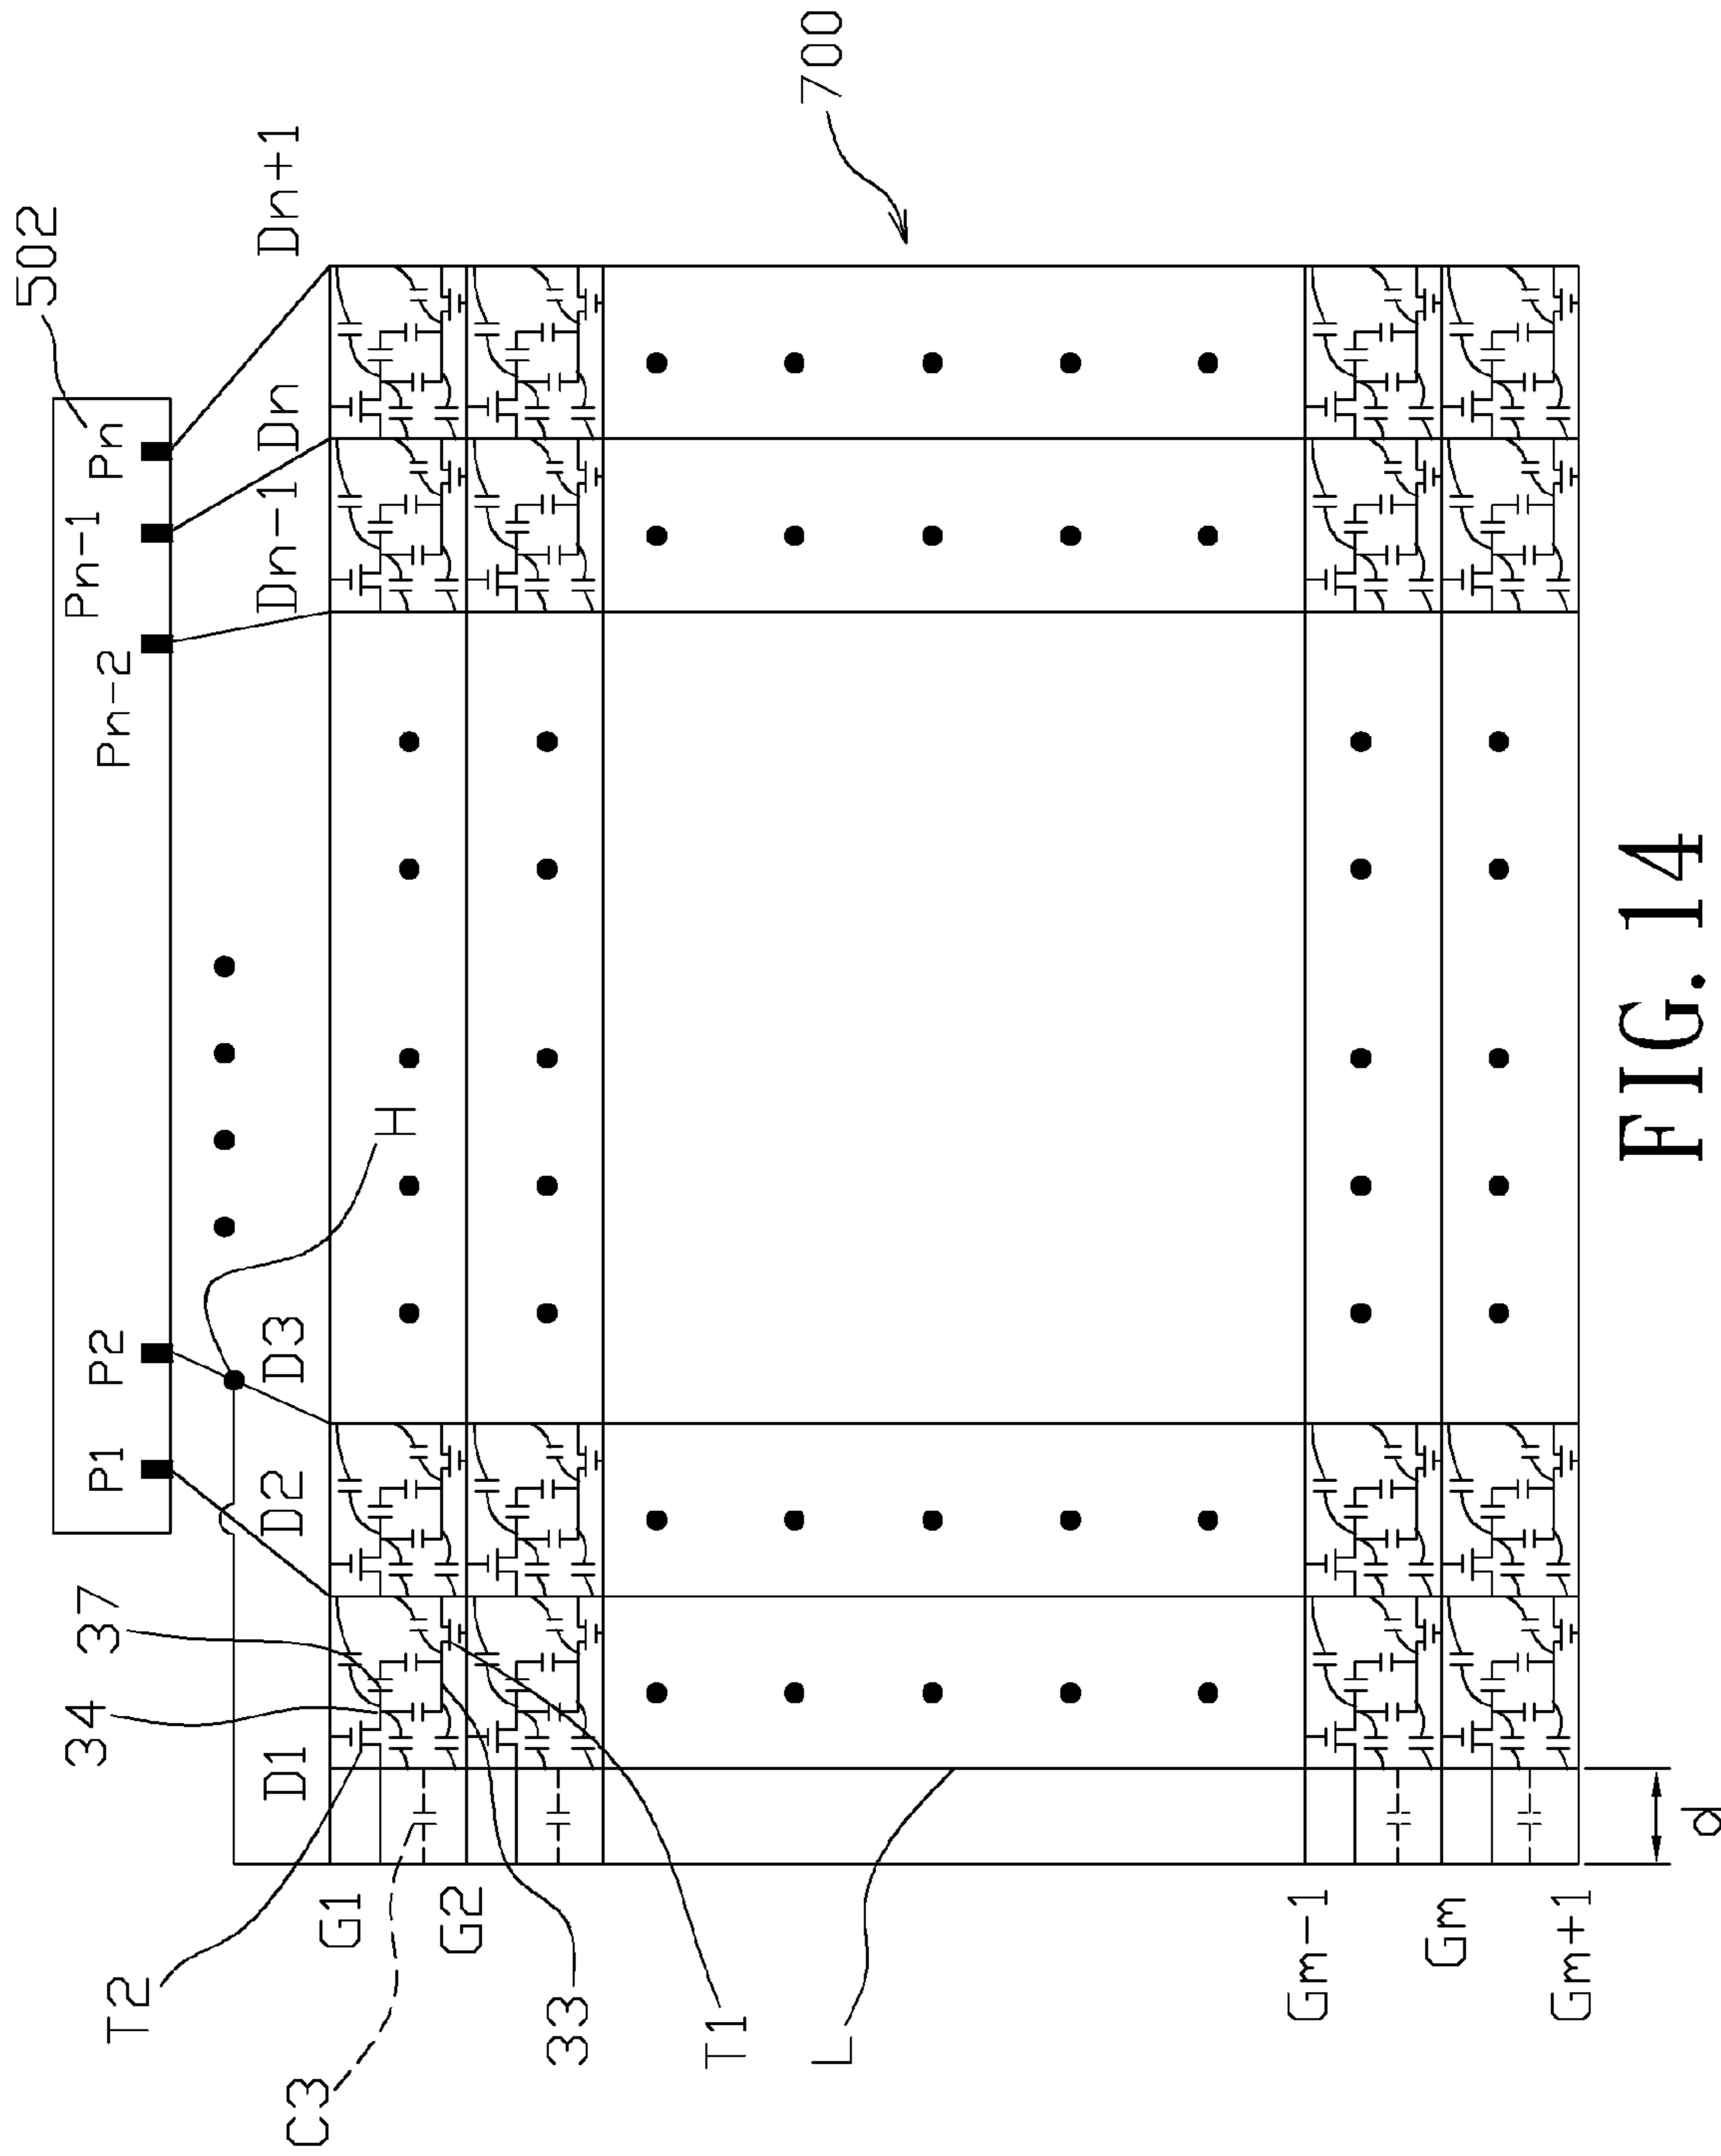 502
P1
P2
Pn-2
Pn-1
Pn
D1
D2
D3
Dn-1
Dn
Dn+1
H
34
37
700
T2
C3
33
T1
L
G1
G2
Gm-1
Gm
Gm+1
d
FIG. 14